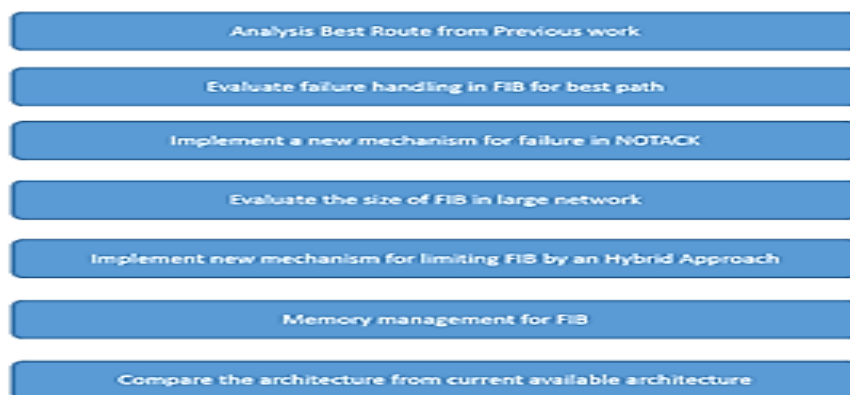 Analysis Best Route from Previous work
Evaluate failure handling in FIB for best path
Implement a new mechanism for failure in NOTACK
Evaluate the size of FIB in large network
Implement new mechanism for limiting FIB by an Hybrid Approach
Memory management for FIB
Compare the architecture from current available architecture